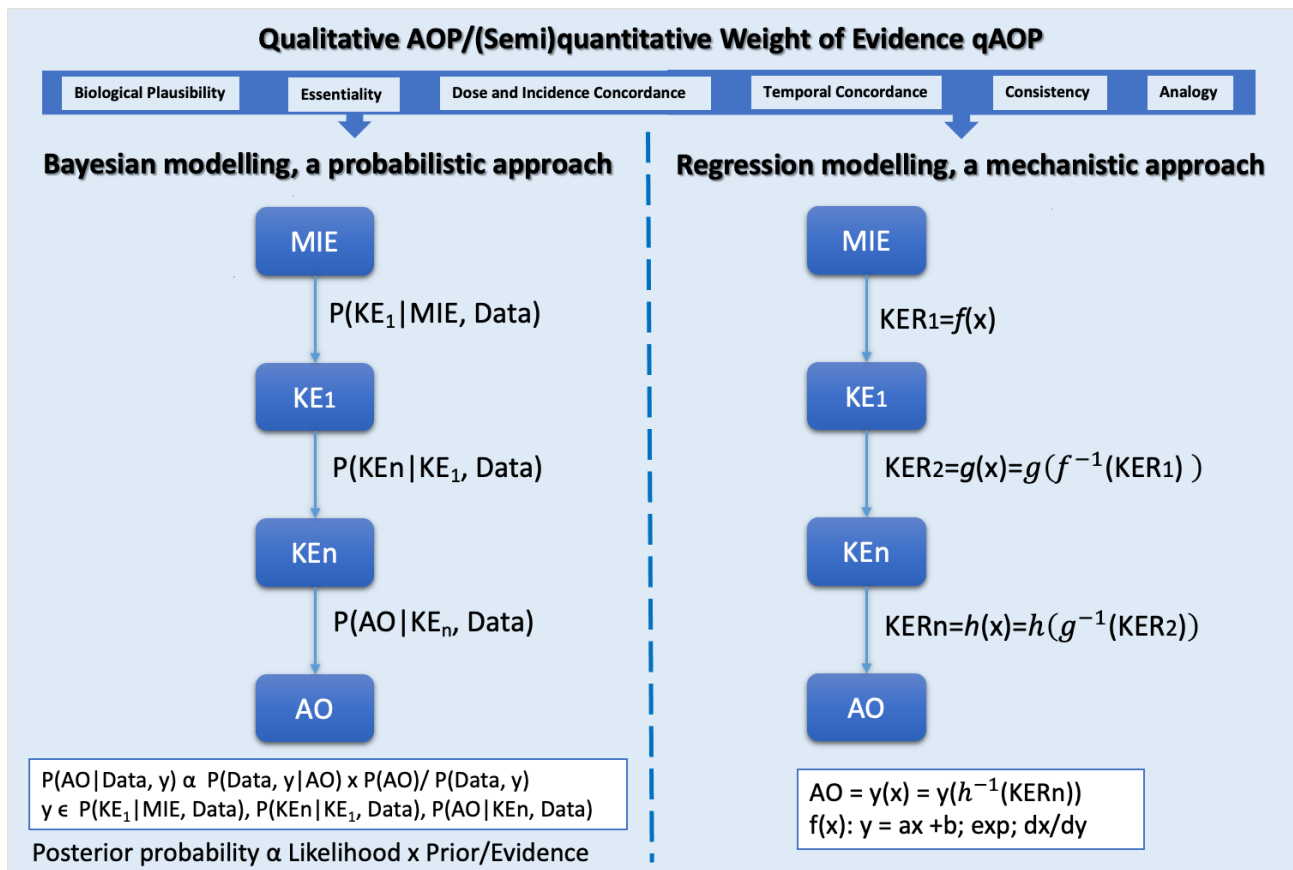 Qualitative AOP/(Semi)quantitative Weight of Evidence qAOP
Biological Plausibility
Essentiality
Dose and Incidence Concordance
Temporal Concordance
Consistency
Analogy
Bayesian modelling, a probabilistic approach
MIE
P(KE₁|MIE, Data)
KE1
P(KEn|KE₁, Data)
KEn
P(AO|KEₙ, Data)
AO
P(AO|Data, y) α P(Data, y|AO) x P(AO)/ P(Data, y)
y ϵ P(KE₁|MIE, Data), P(KEn|KE₁, Data), P(AO|KEn, Data)
Posterior probability α Likelihood x Prior/Evidence
Regression modelling, a mechanistic approach
MIE
KER1=f(x)
KE1
KER2=g(x)=g(f⁻¹(KER1) )
KEn
KERn=h(x)=h(g⁻¹(KER2))
AO
AO = y(x) = y(h⁻¹(KERn))
f(x): y = ax +b; exp; dx/dy